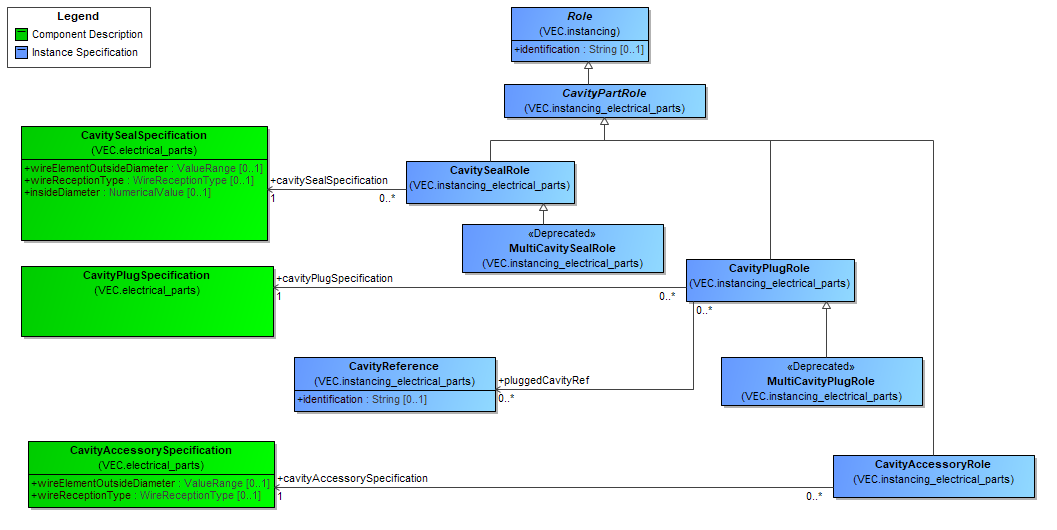 Legend
Component Description
Instance Specification
Role
(VEC.instancing)
+identification : String [0..1]
CavityPartRole
(VEC.instancing_electrical_parts)
CavitySealSpecification
(VEC.electrical_parts)
+wireElementOutsideDiameter : ValueRange [0..1]
+wireReceptionType : WireReceptionType [0..1]
+insideDiameter : NumericalValue [0..1]
+cavitySealSpecification
1
0..*
CavitySealRole
(VEC.instancing_electrical_parts)
«Deprecated»
MultiCavitySealRole
(VEC.instancing_electrical_parts)
CavityPlugSpecification
(VEC.electrical_parts)
+cavityPlugSpecification
1
0..*
CavityPlugRole
(VEC.instancing_electrical_parts)
0..*
CavityReference
(VEC.instancing_electrical_parts)
+identification : String [0..1]
+pluggedCavityRef
0..*
«Deprecated»
MultiCavityPlugRole
(VEC.instancing_electrical_parts)
CavityAccessorySpecification
(VEC.electrical_parts)
+wireElementOutsideDiameter : ValueRange [0..1]
+wireReceptionType : WireReceptionType [0..1]
+cavityAccessorySpecification
1
0..*
CavityAccessoryRole
(VEC.instancing_electrical_parts)